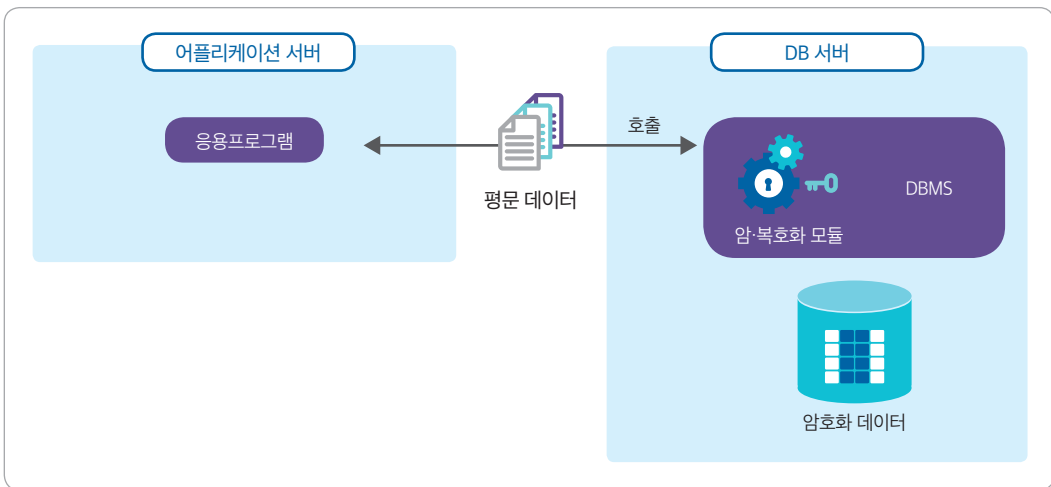 어플리케이션 서버
DB 서버
응용프로그램
호출
평문 데이터
DBMS
암·복호화 모듈
암호화 데이터